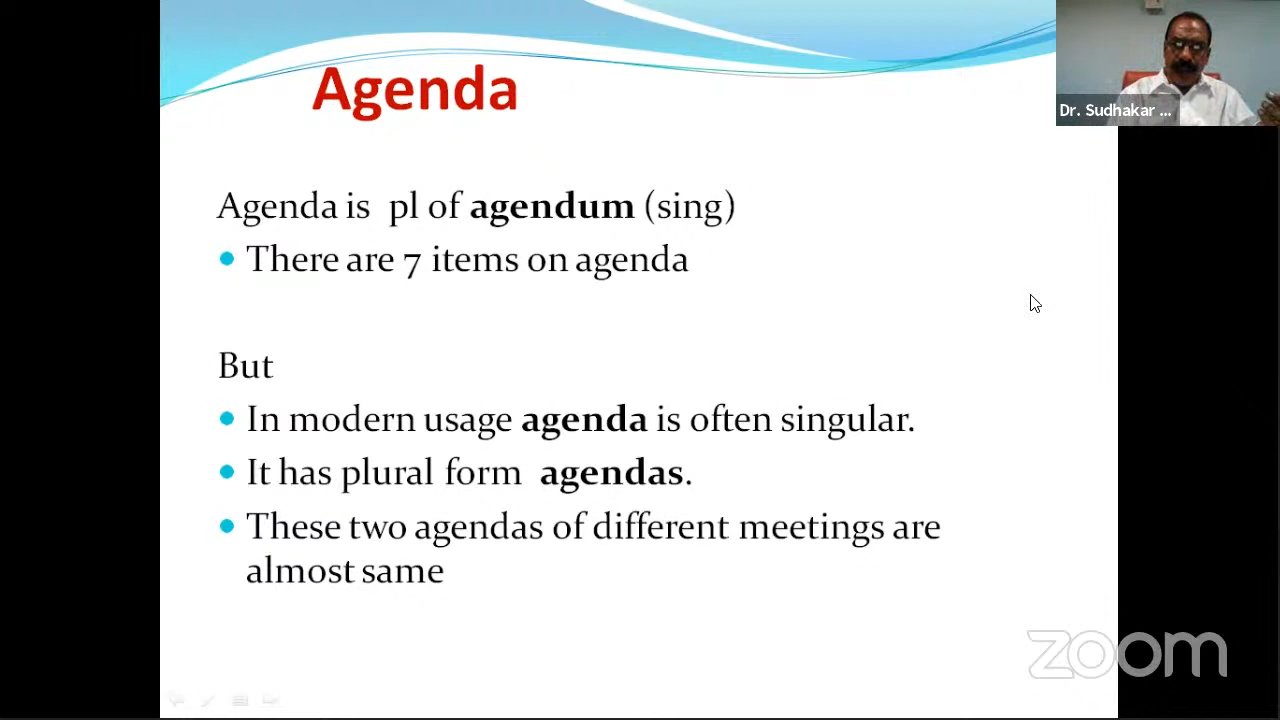 Agenda
Dr. Sudhakar ...
Agenda is pl of agendum (sing)
There are 7 items on agenda
But
In modern usage agenda is often singular.
It has plural form agendas.
These two agendas of different meetings are
almost same
zoom